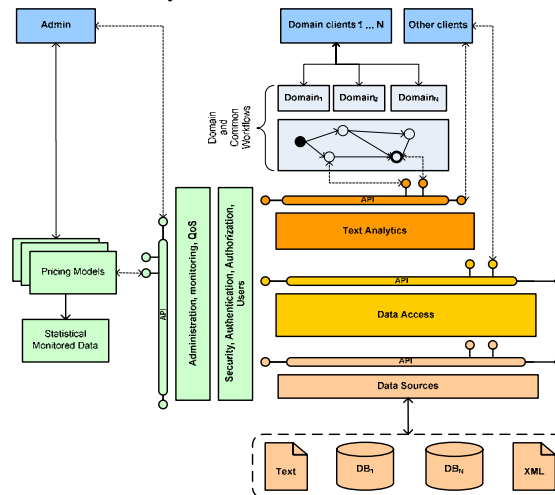 Admin
Domain clients 1 ... N
Other clients
Domain1
Domain2
DomainN
Domain
and
Common
Workflows
API
Text Analytics
Administration, monitoring, QoS
Security, Authentication, Authorization,
Users
API
Pricing Models
API
Data Access
Statistical
Monitored Data
API
Data Sources
Text
DB1
DBN
XML